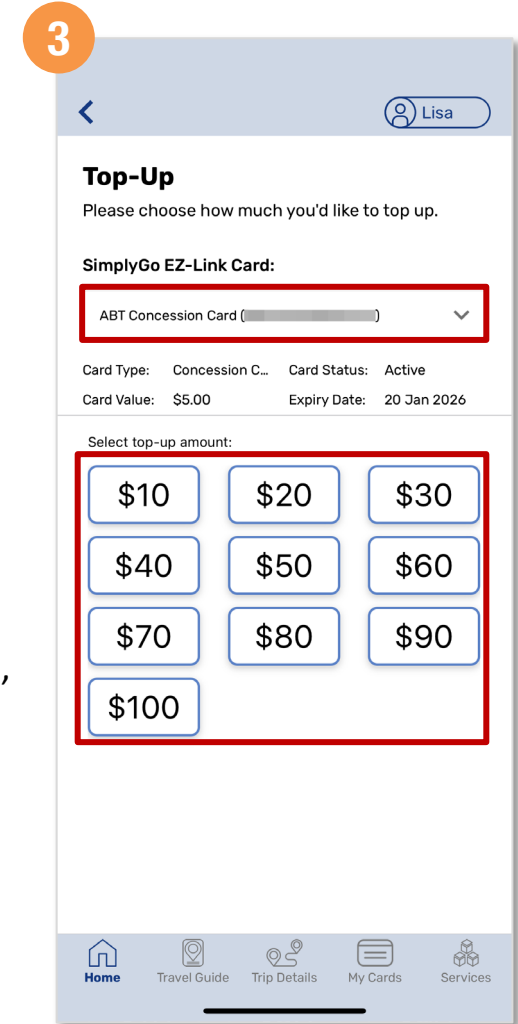 3
Lisa
Top-Up
Please choose how much you'd like to top up.
SimplyGo EZ-Link Card:
ABT Concession Card ( )
Card Type: Concession C... Card Status: Active
Card Value: $5.00 Expiry Date: 20 Jan 2026
Select top-up amount:
$10 $20 $30
$40 $50 $60
$70 $80 $90
,
$100
Home Travel Guide Trip Details My Cards Services